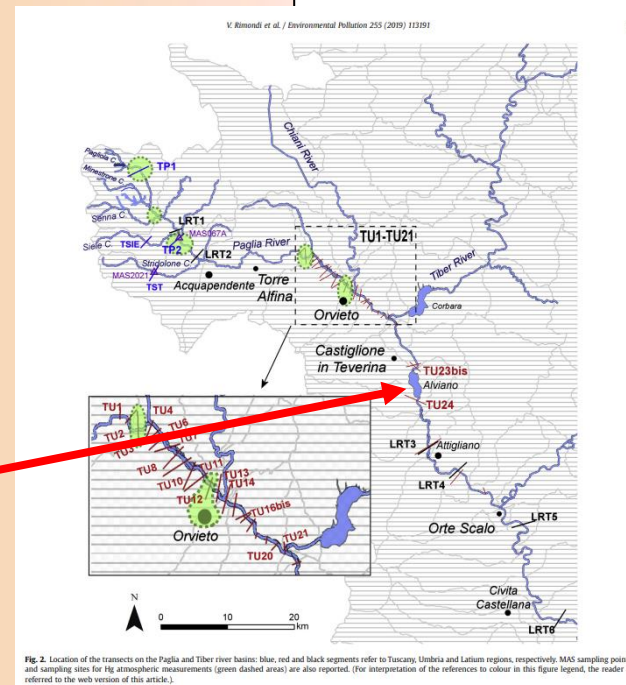 V. Rimondi et al. / Environmental Pollution 255 (2019) 113191
Chiani River
Pagliola C.
Minestrone C.
TP1
Senna C.
LRT1
MAS067A
Siele C.
TSIE
TP2
Paglia River
TU1-TU21
Stridolone C.
LRT2
MAS2021
TST
Acquapendente
Torre
Alfina
Tiber River
Corbara
Orvieto
Castiglione
in Teverina
TU23bis
Alviano
TU24
TU1
TU4
TU2
TU6
TU3
TU7
TU8
TU11
TU10
TU13
TU12
TU14
TU16bis
Orvieto
TU21
TU20
LRT3
Attigliano
LRT4
Orte Scalo
LRT5
Civita
Castellana
LRT6
N
0 10 20
km
Fig. 2. Location of the transects on the Paglia and Tiber river basins: blue, red and black segments refer to Tuscany, Umbria and Latium regions, respectively. MAS sampling poin
and sampling sites for Hg atmospheric measurements (green dashed areas) are also reported. (For interpretation of the references to colour in this figure legend, the reader
referred to the web version of this article.).